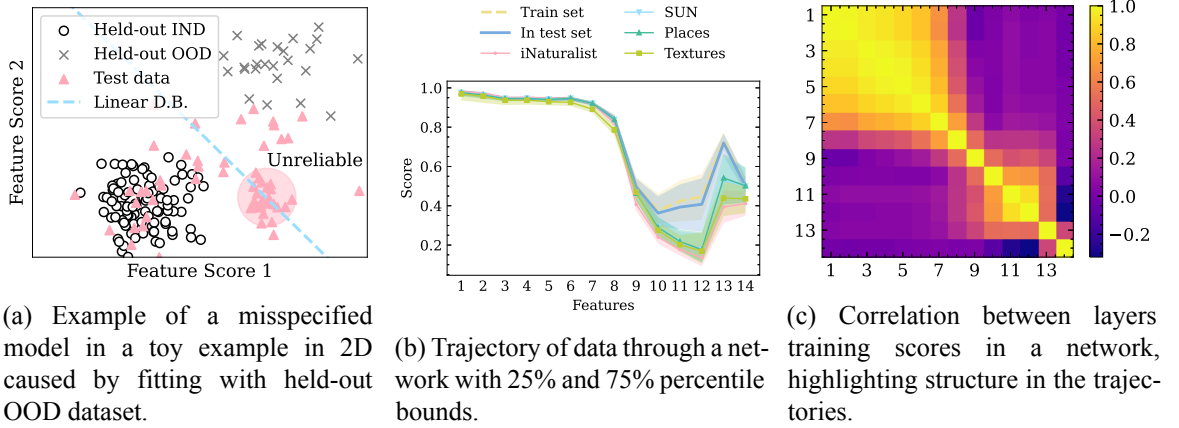 Held-out IND
Held-out OOD
Test data
Linear D.B.
Unreliable
Feature Score 2
Feature Score 1
(a) Example of a misspecified
model in a toy example in 2D
caused by fitting with held-out
OOD dataset.
Train set
In test set
iNaturalist
SUN
Places
Textures
1.0
0.8
0.6
0.4
0.2
Score
1 2 3 4 5 6 7 8 9 10 11 12 13 14
Features
(b) Trajectory of data through a net-
work with 25% and 75% percentile
bounds.
1
3
5
7
9
11
13
1 3 5 7 9 11 13
1.0
0.8
0.6
0.4
0.2
0.0
−0.2
(c) Correlation between layers
training scores in a network,
highlighting structure in the trajec-
tories.